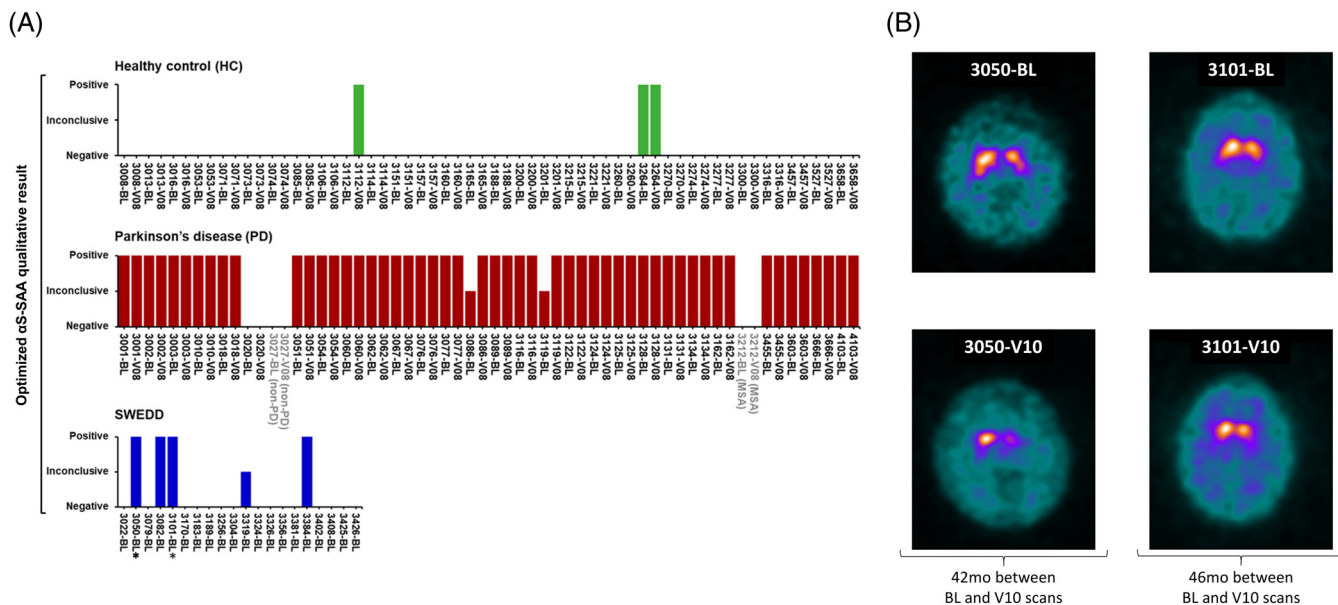 (A)
Optimized αS-SAA qualitative result
Healthy control (HC)
Positive
Inconclusive
Negative
3008-BL
3008-V08
3013-BL
3013-V08
3016-BL
3016-V08
3053-BL
3053-V08
3071-BL
3071-V08
3073-BL
3073-V08
3074-BL
3074-V08
3085-BL
3085-V08
3106-BL
3106-V08
3112-BL
3112-V08
3114-BL
3114-V08
3151-BL
3151-V08
3157-BL
3157-V08
3160-BL
3160-V08
3165-BL
3165-V08
3188-BL
3188-V08
3200-BL
3200-V08
3201-BL
3201-V08
3215-BL
3215-V08
3221-BL
3221-V08
3260-BL
3260-V08
3264-BL
3264-V08
3270-BL
3270-V08
3274-BL
3274-V08
3277-BL
3277-V08
3300-BL
3300-V08
3316-BL
3316-V08
3457-BL
3457-V08
3527-BL
3527-V08
3658-BL
3658-V08
Parkinson's disease (PD)
Positive
Inconclusive
Negative
3001-BL
3001-V08
3002-BL
3002-V08
3003-BL
3003-V08
3010-BL
3010-V08
3018-BL
3018-V08
3020-BL
3020-V08
3027-BL (non-PD)
3027-V08 (non-PD)
3051-BL
3051-V08
3054-BL
3054-V08
3060-BL
3060-V08
3062-BL
3062-V08
3067-BL
3067-V08
3076-BL
3076-V08
3077-BL
3077-V08
3086-BL
3086-V08
3089-BL
3089-V08
3116-BL
3116-V08
3119-BL
3119-V08
3122-BL
3122-V08
3124-BL
3124-V08
3125-BL
3125-V08
3128-BL
3128-V08
3131-BL
3131-V08
3134-BL
3134-V08
3162-BL
3162-V08
3212-BL (MSA)
3212-V08 (MSA)
3455-BL
3455-V08
3603-BL
3603-V08
3666-BL
3666-V08
4103-BL
4103-V08
SWEDD
Positive
Inconclusive
Negative
3022-BL
3050-BL*
3079-BL
3082-BL
3101-BL*
3170-BL
3183-BL
3189-BL
3256-BL
3304-BL
3319-BL
3324-BL
3326-BL
3356-BL
3381-BL
3384-BL
3402-BL
3408-BL
3425-BL
3426-BL
(B)
3050-BL
3101-BL
3050-V10
3101-V10
42mo between
BL and V10 scans
46mo between
BL and V10 scans